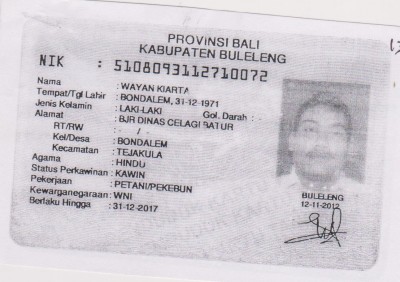 PROVINSI BALI
KABUPATEN BULELENG
NIK : 5108093112710072
Nama : WAYAN KIARTA
Tempat/Tgl Lahir : BONDALEM, 31-12-1971
Jenis Kelamin : LAKI-LAKI Gol. Darah : -
Alamat : BJR DINAS CELAGI BATUR
RT/RW : - / -
Kel/Desa : BONDALEM
Kecamatan : TEJAKULA
Agama : HINDU
Status Perkawinan : KAWIN
Pekerjaan : PETANI/PEKEBUN
Kewarganegaraan : WNI
Berlaku Hingga : 31-12-2017
BULELENG
12-11-2012